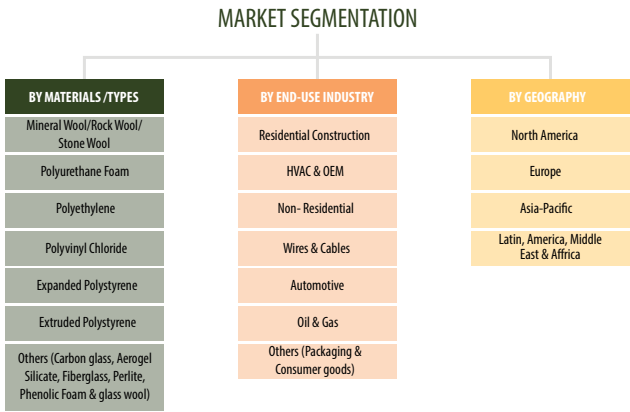 MARKET SEGMENTATION
BY MATERIALS /TYPES
Mineral Wool/Rock Wool/
Stone Wool
Polyurethane Foam
Polyethylene
Polyvinyl Chloride
Expanded Polystyrene
Extruded Polystyrene
Others (Carbon glass, Aerogel
Silicate, Fiberglass, Perlite,
Phenolic Foam & glass wool)
BY END-USE INDUSTRY
Residential Construction
HVAC & OEM
Non- Residential
Wires & Cables
Automotive
Oil & Gas
Others (Packaging &
Consumer goods)
BY GEOGRAPHY
North America
Europe
Asia-Pacific
Latin, America, Middle
East & Affrica